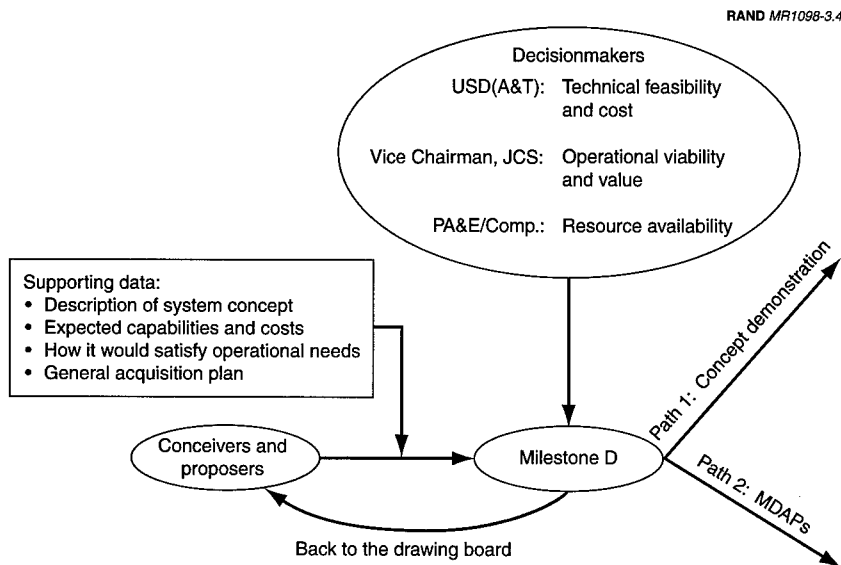 RAND MR1098-3.4
Decisionmakers
USD(A&T): Technical feasibility
and cost
Vice Chairman, JCS: Operational viability
and value
PA&E/Comp.: Resource availability
Supporting data:
• Description of system concept
• Expected capabilities and costs
• How it would satisfy operational needs
• General acquisition plan
Path 1: Concept demonstration
Conceivers and
proposers
Milestone D
Path 2: MDAPs
Back to the drawing board